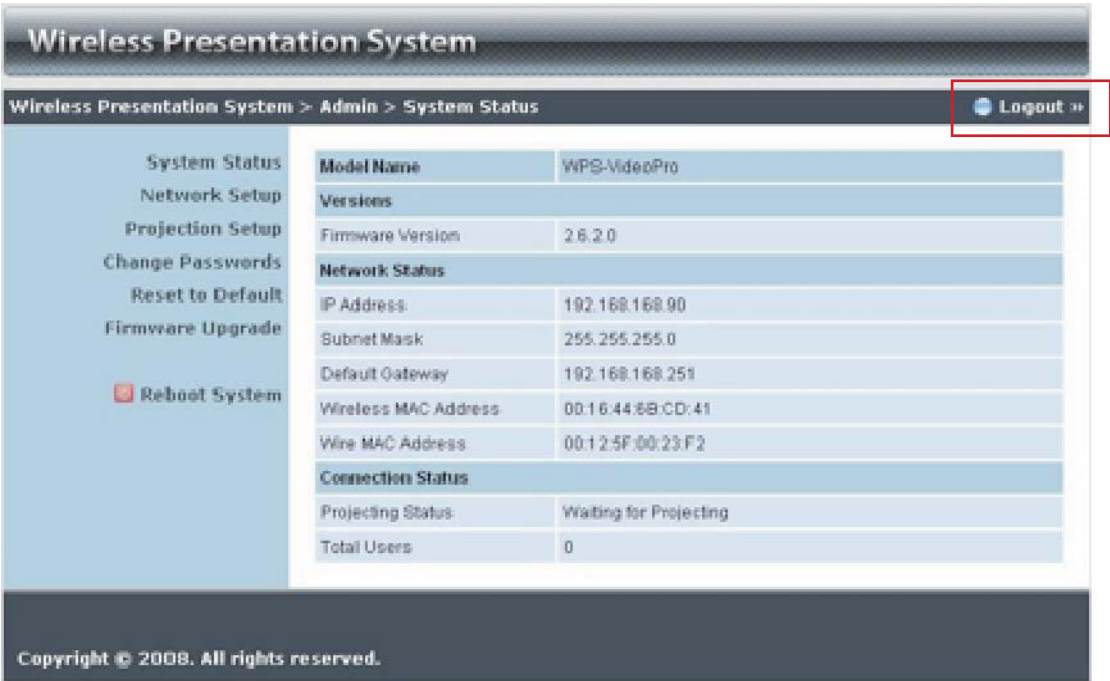 Wireless Presentation System
Wireless Presentation System > Admin > System Status
Logout »
System Status
Network Setup
Projection Setup
Change Passwords
Reset to Default
Firmware Upgrade
Reboot System
Model Name WPS-VideoPro
Versions
Firmware Version 2.6.2.0
Network Status
IP Address 192.168.168.90
Subnet Mask 255.255.255.0
Default Gateway 192.168.168.251
Wireless MAC Address 00:16:44:6B:CD:41
Wire MAC Address 00:12:5F:00:23:F2
Connection Status
Projecting Status Waiting for Projecting
Total Users 0
Copyright © 2008. All rights reserved.